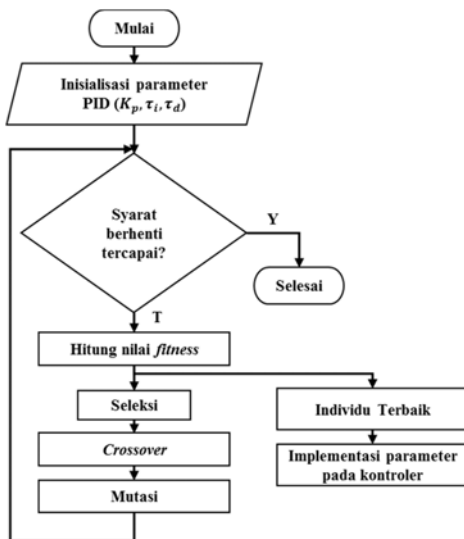 Mulai
Inisialisasi parameter
PID (𝑲ₚ, 𝝉ᵢ, 𝝉d)
Syarat
berhenti
tercapai?
Y
Selesai
T
Hitung nilai fitness
Seleksi
Crossover
Mutasi
Individu Terbaik
Implementasi parameter
pada kontroler